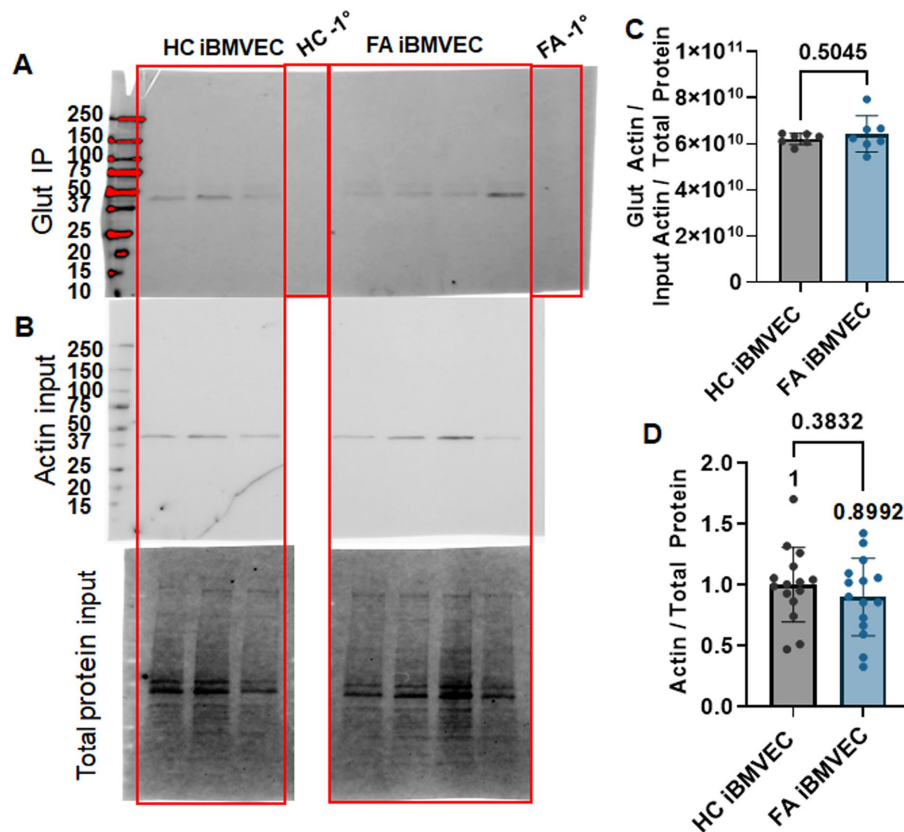 A
HC iBMVEC
HC -1°
FA iBMVEC
FA -1°
Glut IP
250
150
100
75
50
37
25
20
15
10
B
Actin input
250
150
100
75
50
37
25
20
15
Total protein input
C
Glut Actin /
Input Actin / Total Protein
1×10¹¹
8×10¹⁰
6×10¹⁰
4×10¹⁰
2×10¹⁰
0
0.5045
HC iBMVEC
FA iBMVEC
D
Actin / Total Protein
2.0
1.5
1.0
0.5
0.0
0.3832
1
0.8992
HC iBMVEC
FA iBMVEC